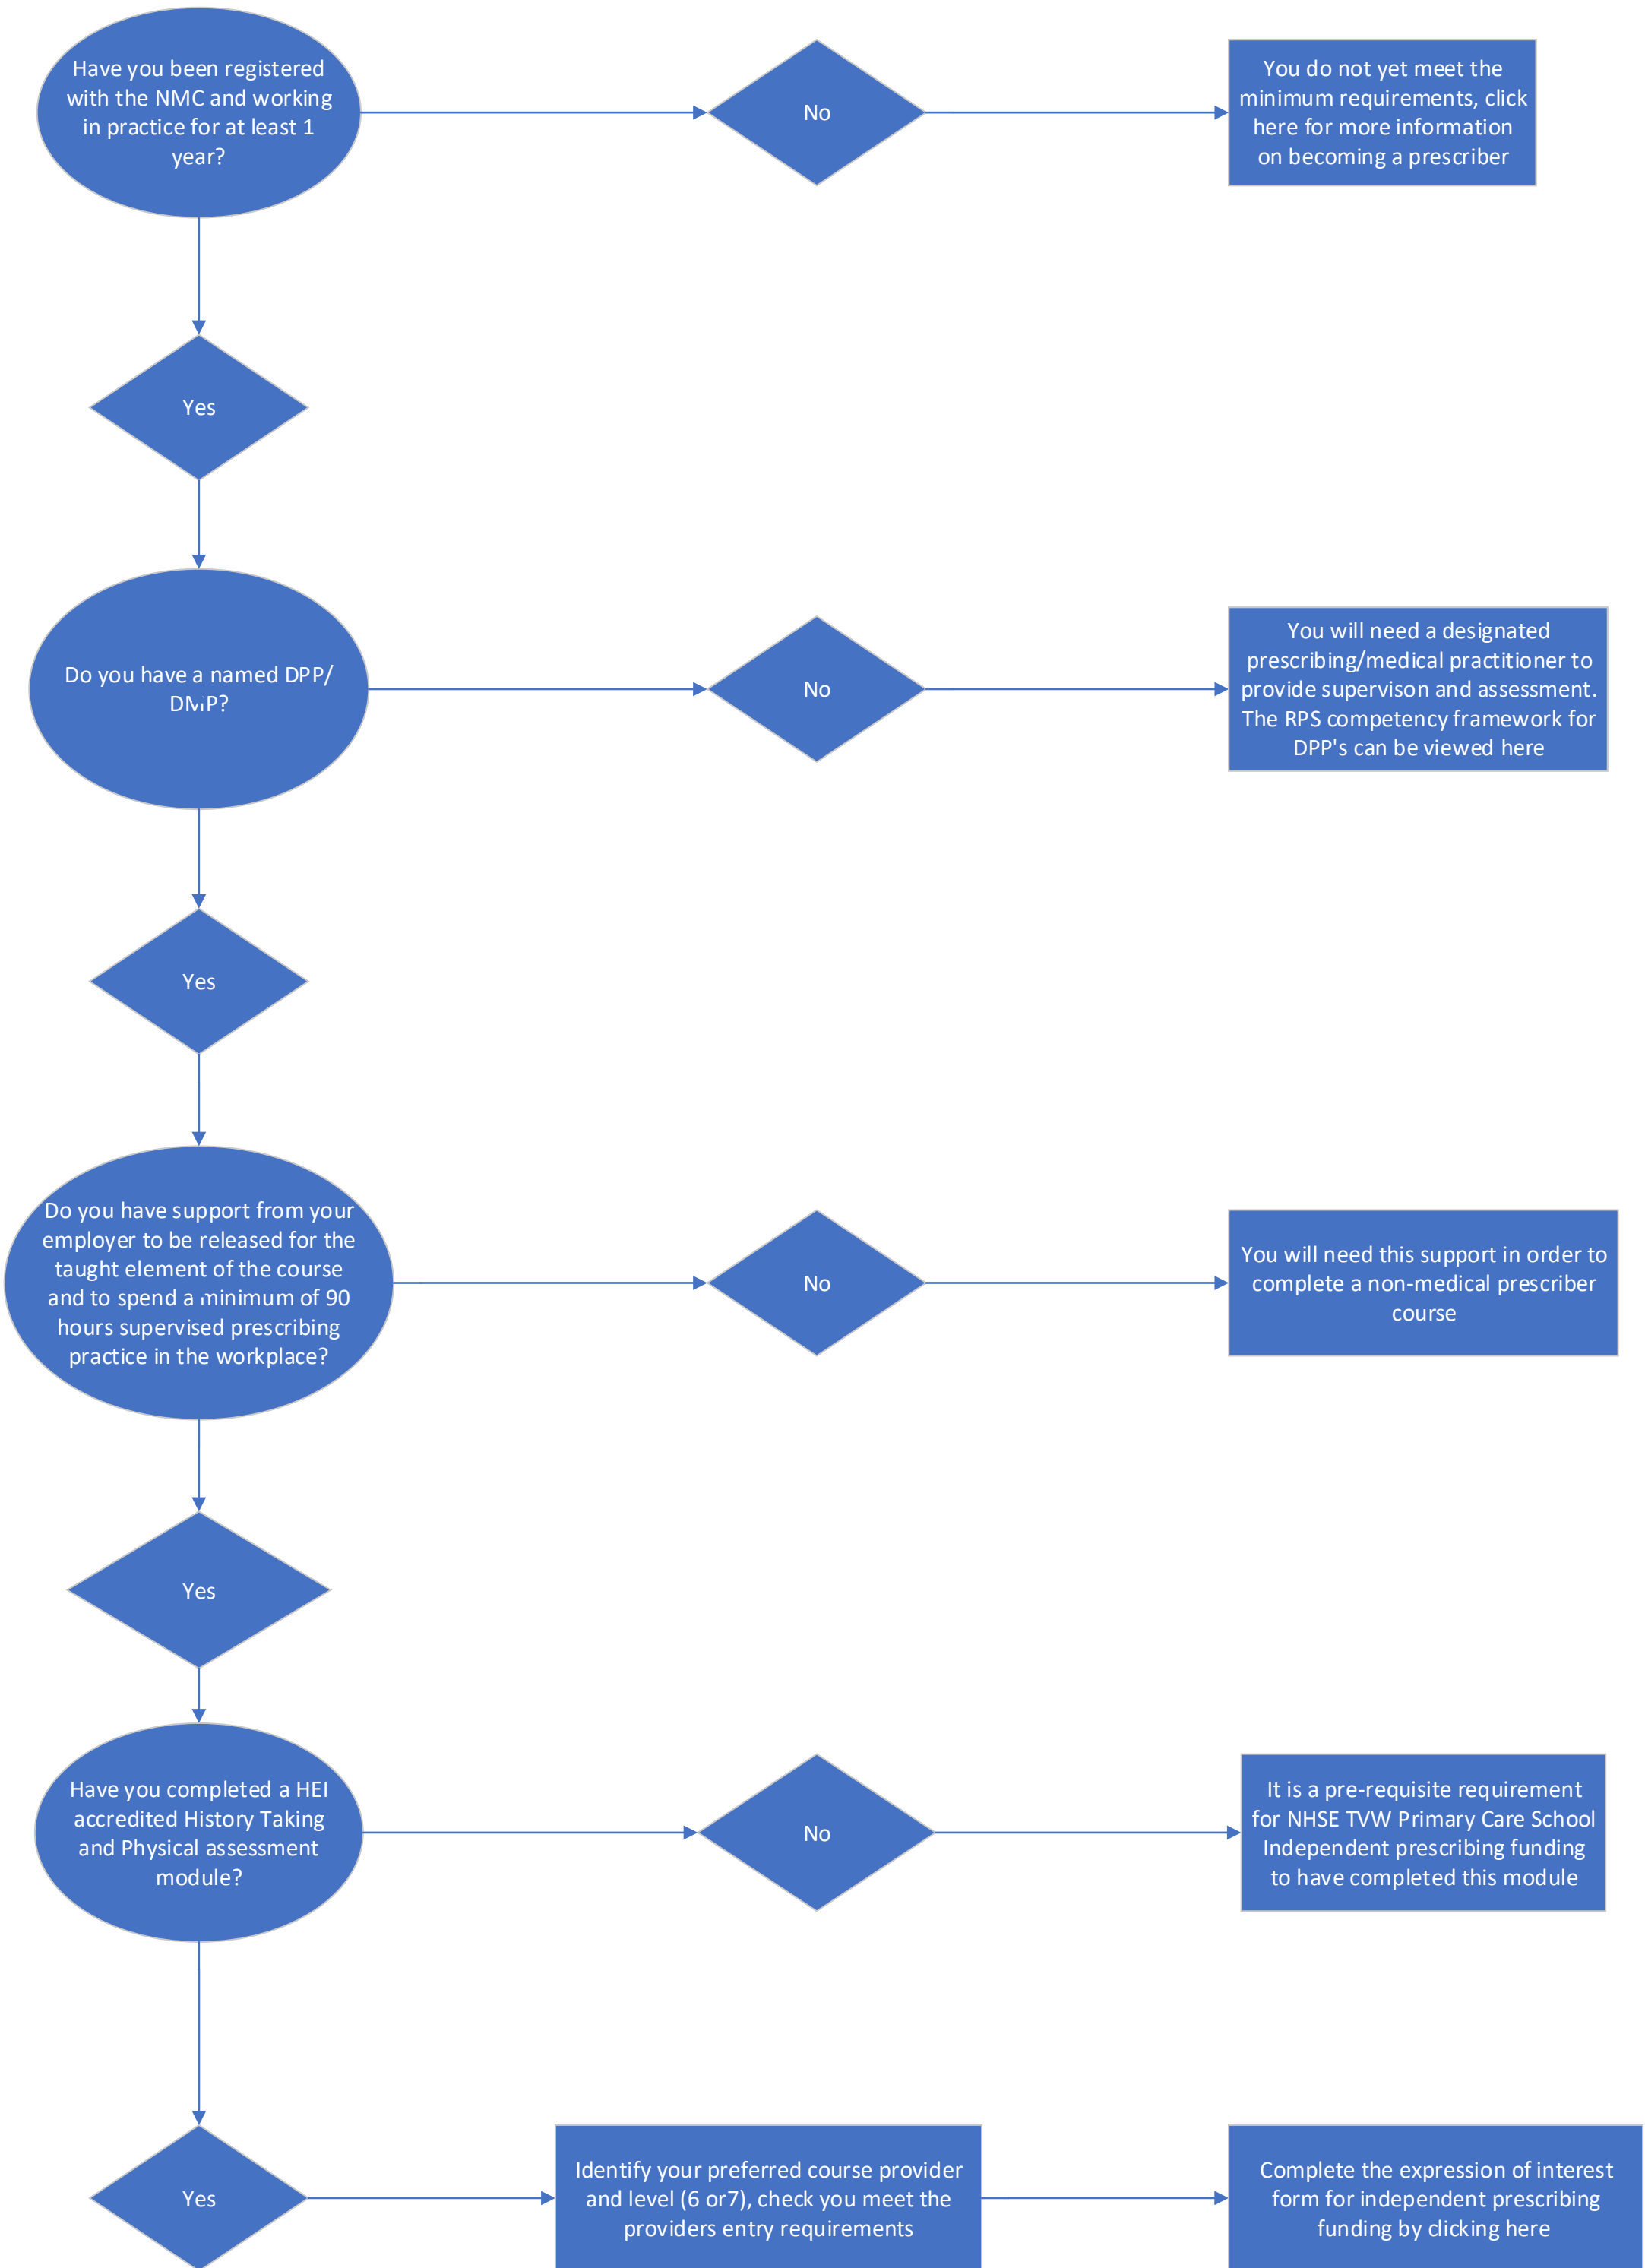 Have you been registered
with the NMC and working
in practice for at least 1
year?
No
You do not yet meet the
minimum requirements, click
here for more information
on becoming a prescriber
Yes
Do you have a named DPP/
DMP?
No
You will need a designated
prescribing/medical practitioner to
provide supervison and assessment.
The RPS competency framework for
DPP's can be viewed here
Yes
Do you have support from your
employer to be released for the
taught element of the course
and to spend a minimum of 90
hours supervised prescribing
practice in the workplace?
No
You will need this support in order to
complete a non-medical prescriber
course
Yes
Have you completed a HEI
accredited History Taking
and Physical assessment
module?
No
It is a pre-requisite requirement
for NHSE TVW Primary Care School
Independent prescribing funding
to have completed this module
Yes
Identify your preferred course provider
and level (6 or7), check you meet the
providers entry requirements
Complete the expression of interest
form for independent prescribing
funding by clicking here